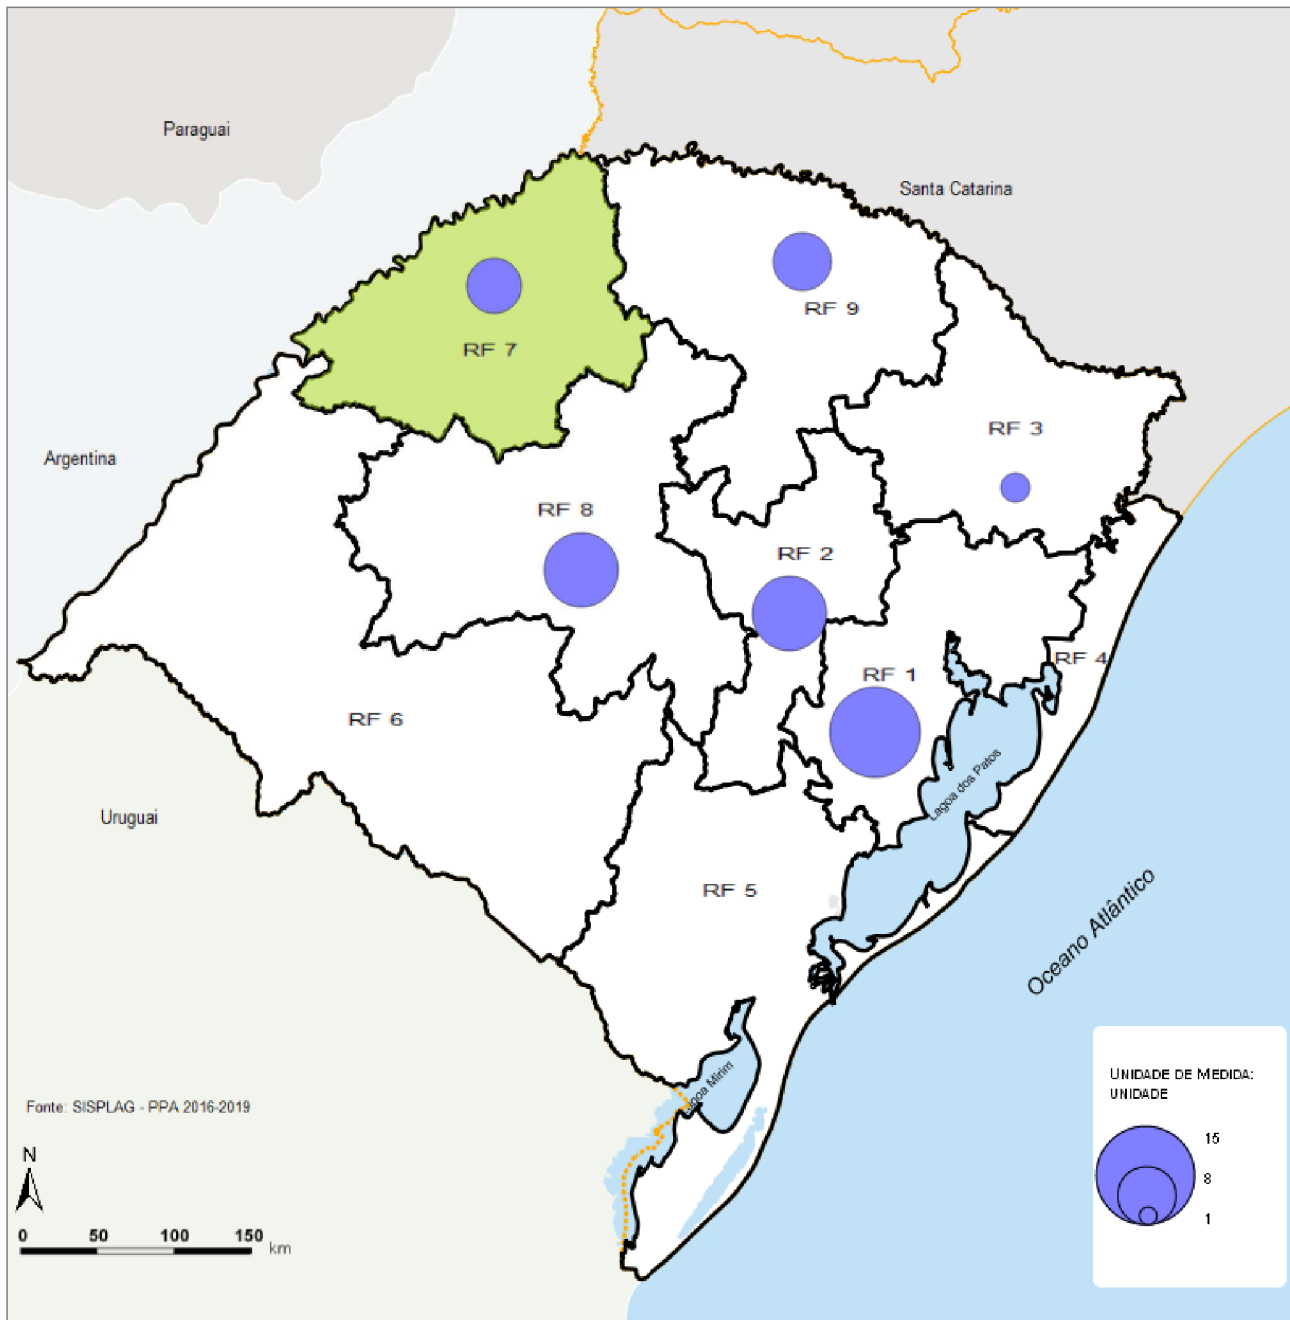 Paraguai
Santa Catarina
RF 9
RF 7
RF 3
Argentina
RF 8
RF 2
RF 4
RF 1
RF 6
Lagoa dos Patos
Uruguai
RF 5
Oceano Atlântico
Lagoa Mirim
Fonte: SISPLAG - PPA 2016-2019
N
0 50 100 150
km
UNIDADE DE MEDIDA:
UNIDADE
15
8
1